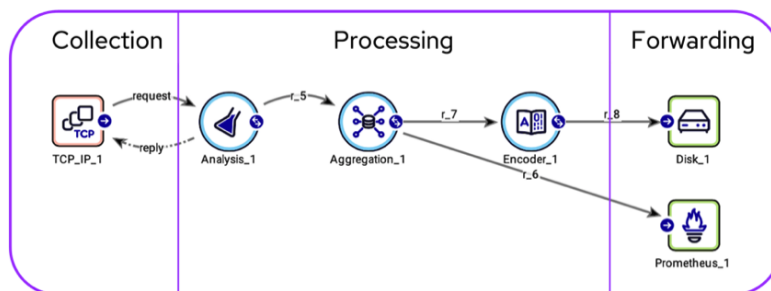 Collection
Processing
Forwarding
request
r_5
r_7
r_8
TCP
A
reply
TCP_IP_1
Analysis_1
Aggregation_1
Encoder_1
Disk_1
r_6
Prometheus_1